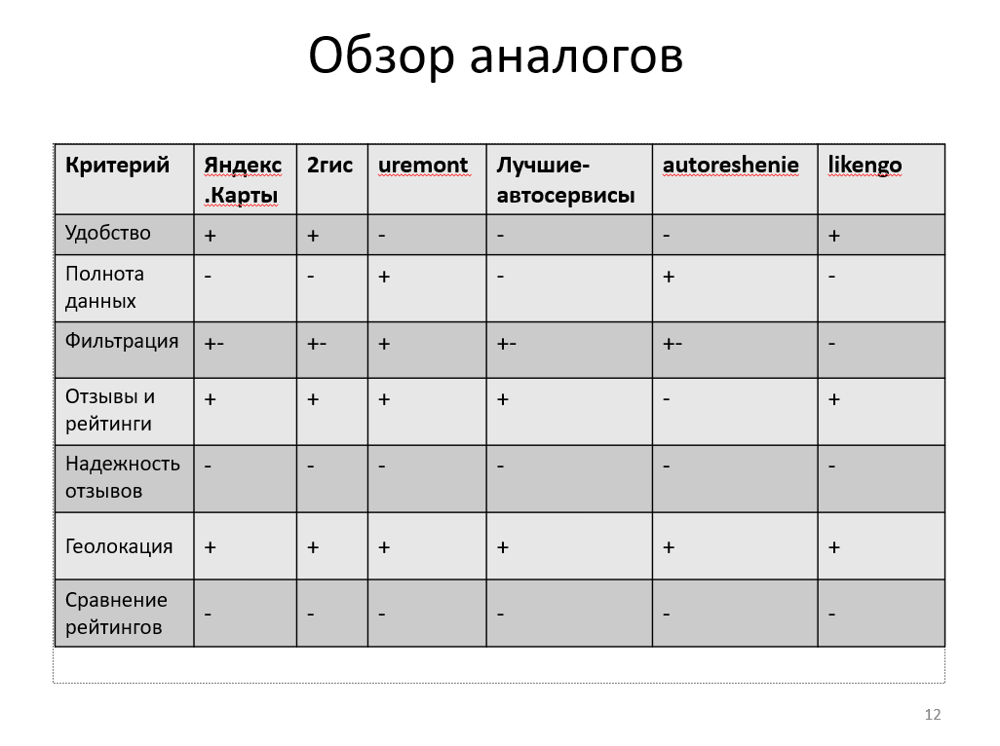 Обзор аналогов
Критерий Яндекс 2гис uremont Лучшие- autoreshenie likengo
.Карты автосервисы
Удобство + + - - - +
Полнота - - + - + -
данных
Фильтрация +- +- + +- +- -
Отзывы и + + + + - +
рейтинги
Надежность - - - - - -
отзывов
Геолокация + + + + + +
Сравнение
рейтингов - - - - - -
12